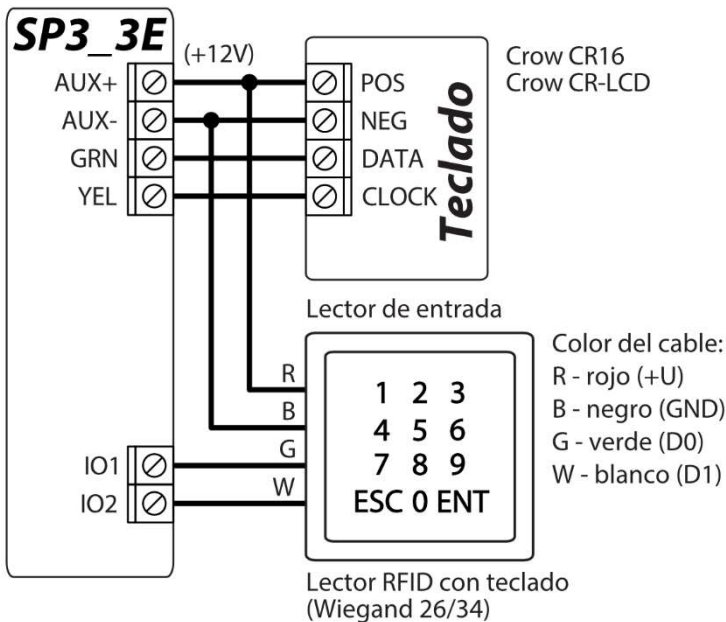 SP3_3E
(+12V)
AUX+
AUX-
GRN
YEL
POS
NEG
DATA
CLOCK
Teclado
Crow CR16
Crow CR-LCD
Lector de entrada
R
B
G
W
IO1
IO2
1 2 3
4 5 6
7 8 9
ESC 0 ENT
Color del cable:
R - rojo (+U)
B - negro (GND)
G - verde (D0)
W - blanco (D1)
Lector RFID con teclado
(Wiegand 26/34)